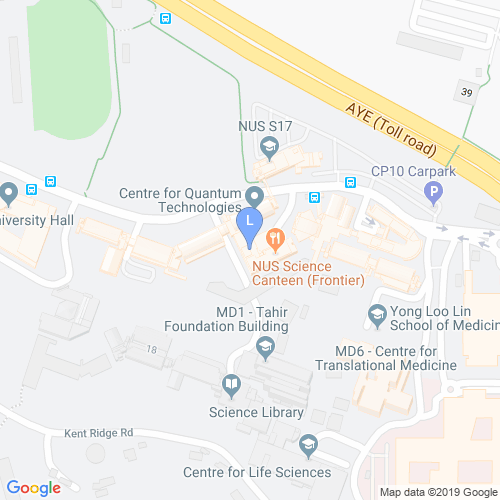 39
AYE (Toll road)
NUS S17
CP10 Carpark
P
Centre for Quantum
Technologies
L
iversity Hall
NUS Science
Canteen (Frontier)
MD1 - Tahir
Foundation Building
Yong Loo Lin
School of Medicin
18
MD6 - Centre for
Translational Medicine
Science Library
Kent Ridge Rd
Centre for Life Sciences
Google
Map data ©2019 Google